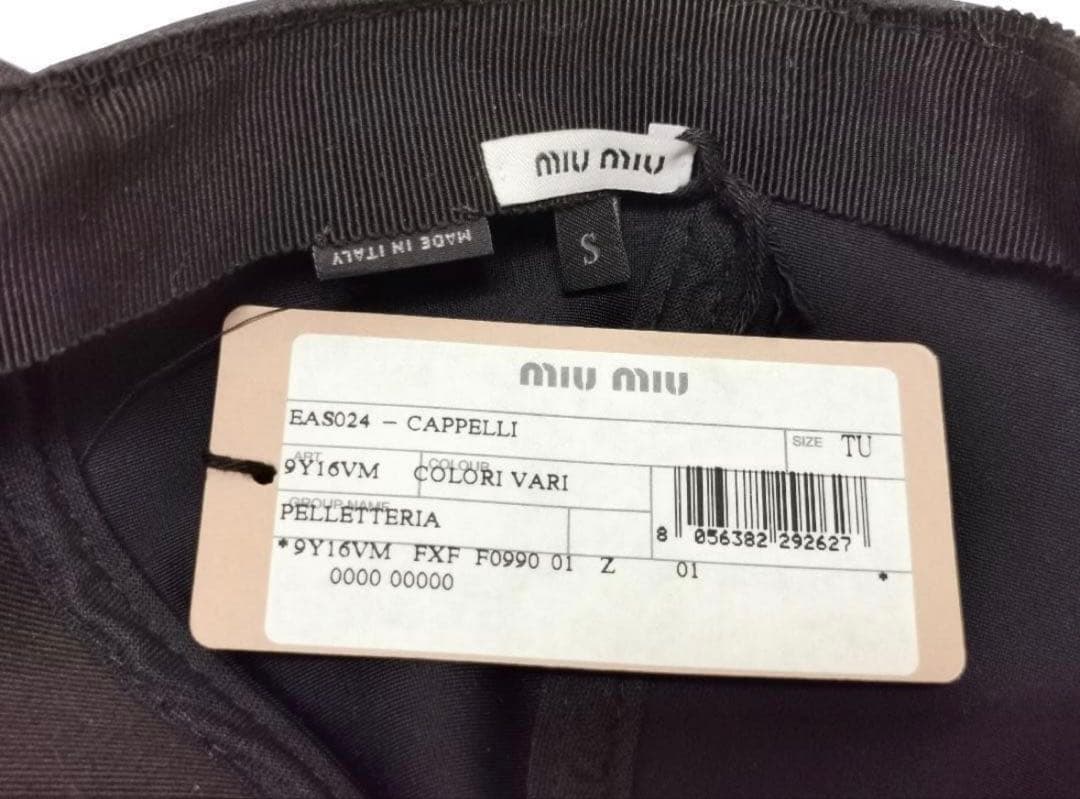 miu miu
MADE IN ITALY
S
miu miu
EAS024 – CAPPELLI
SIZE TU
ART.
9Y16VM
COLOUR
COLORI VARI
GROUP NAME
PELLETTERIA
8 056382 292627
*9Y16VM FXF F0990 01 Z 01 *
0000 00000